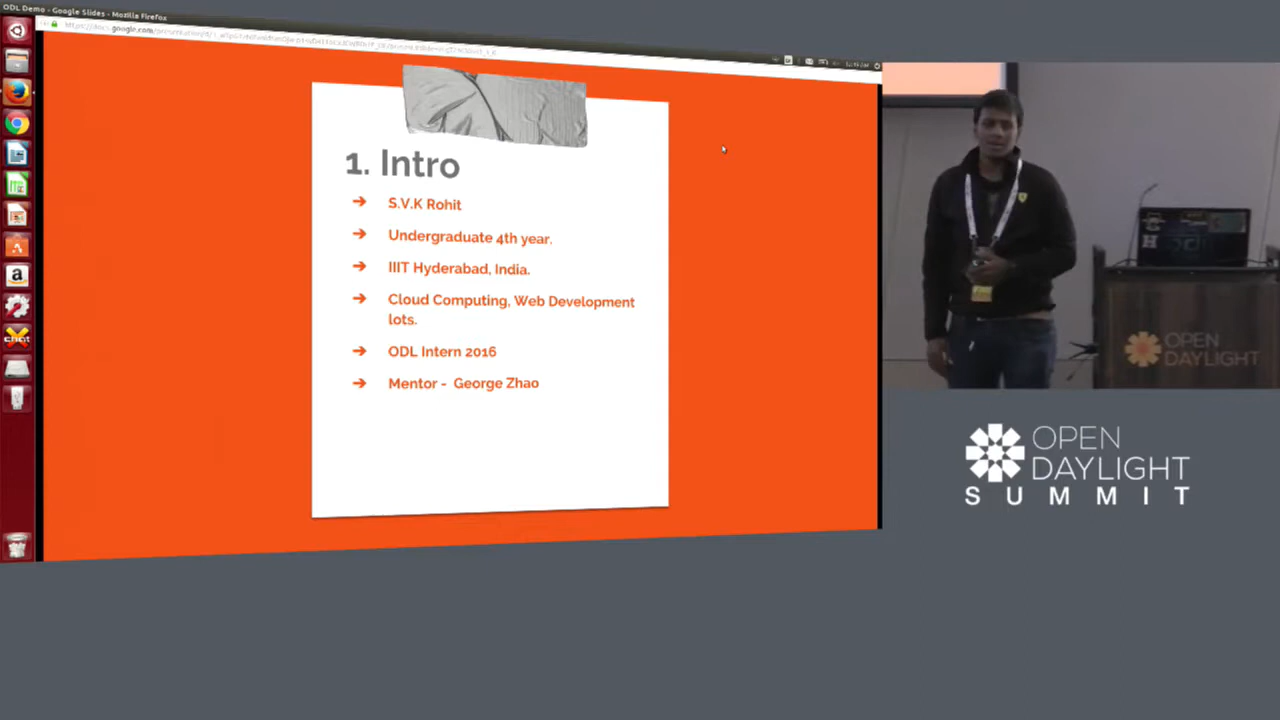 ODL Demo - Google Slides - Mozilla Firefox
1. Intro
➔ S.V.K Rohit
➔ Undergraduate 4th year.
➔ IIIT Hyderabad, India.
➔ Cloud Computing, Web Development
lots.
➔ ODL Intern 2016
➔ Mentor - George Zhao
OPEN
DAYLIGHT
OPEN
DAYLIGHT
SUMMIT